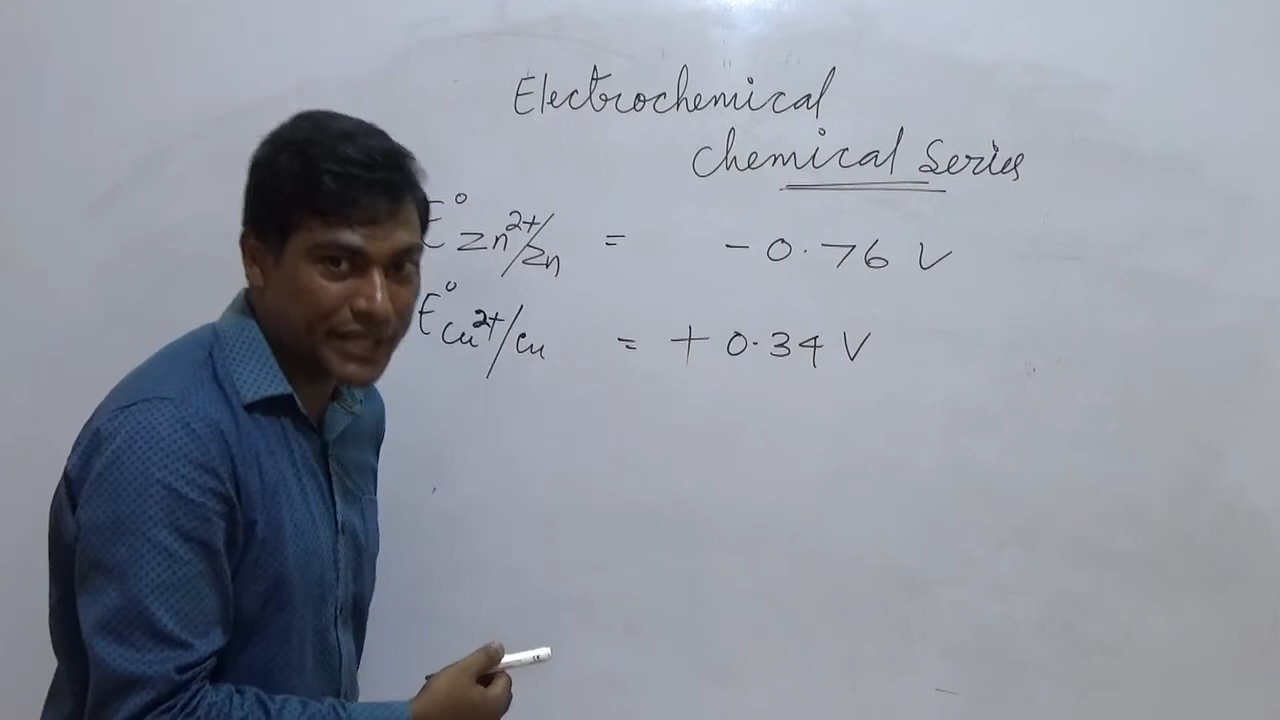 Electrochemical
Chemical Series
E°Zn²⁺/Zn = -0.76 V
E°Cu²⁺/Cu = +0.34 V